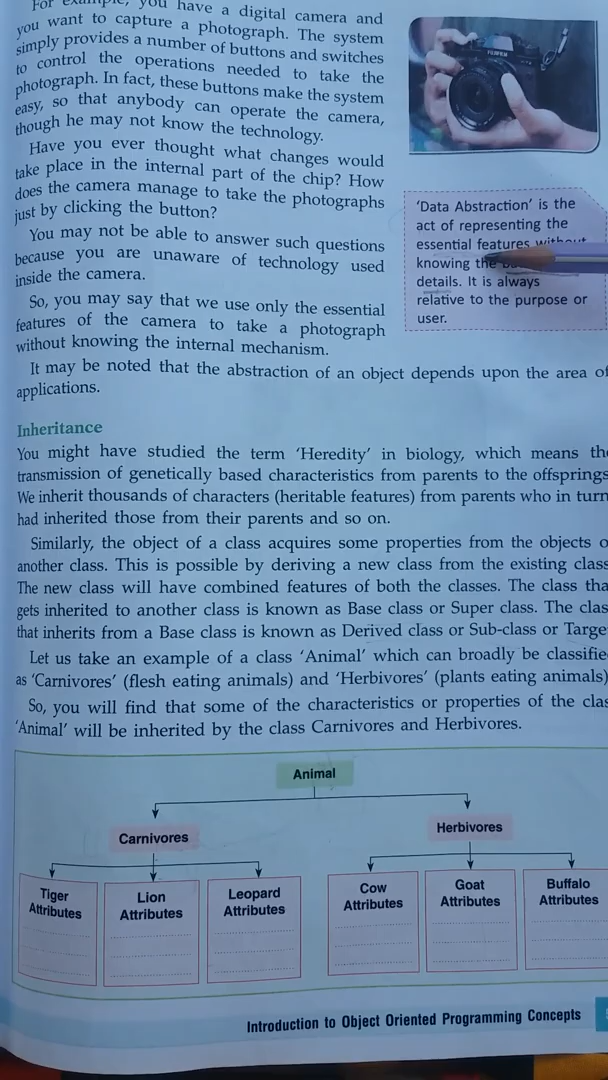 For example, you have a digital camera and
you want to capture a photograph. The system
simply provides a number of buttons and switches
to control the operations needed to take the
photograph. In fact, these buttons make the system
easy, so that anybody can operate the camera,
though he may not know the technology.
Have you ever thought what changes would
take place in the internal part of the chip? How
does the camera manage to take the photographs
just by clicking the button?
You may not be able to answer such questions
because you are unaware of technology used
inside the camera.
So, you may say that we use only the essential
features of the camera to take a photograph
without knowing the internal mechanism.
FUJIFILM
'Data Abstraction' is the
act of representing the
essential features without
knowing the
details. It is always
relative to the purpose or
user.
It may be noted that the abstraction of an object depends upon the area of
applications.
Inheritance
You might have studied the term 'Heredity' in biology, which means the
transmission of genetically based characteristics from parents to the offsprings
We inherit thousands of characters (heritable features) from parents who in turn
had inherited those from their parents and so on.
Similarly, the object of a class acquires some properties from the objects o
another class. This is possible by deriving a new class from the existing class
The new class will have combined features of both the classes. The class tha
gets inherited to another class is known as Base class or Super class. The clas
that inherits from a Base class is known as Derived class or Sub-class or Targe
Let us take an example of a class 'Animal' which can broadly be classifie
as 'Carnivores' (flesh eating animals) and 'Herbivores' (plants eating animals)
So, you will find that some of the characteristics or properties of the clas
'Animal' will be inherited by the class Carnivores and Herbivores.
Animal
Carnivores
Herbivores
Tiger
Attributes
Lion
Attributes
Leopard
Attributes
Cow
Attributes
Goat
Attributes
Buffalo
Attributes
Introduction to Object Oriented Programming Concepts